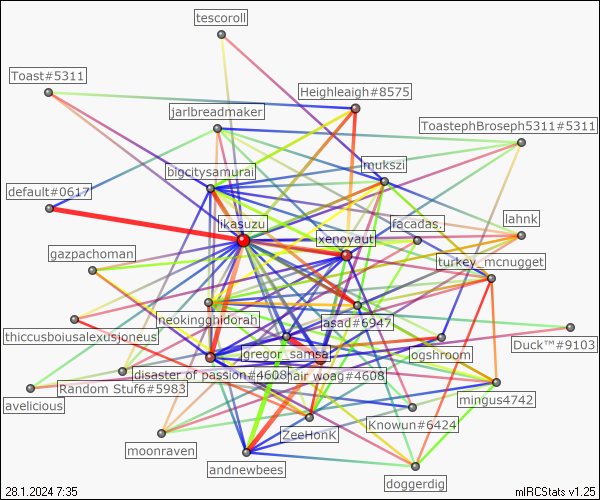 tescoroll
Toast#5311
Heighleaigh#8575
jarlbreadmaker
ToastephBroseph5311#5311
bigcitysamurai
mukszi
default#0617
ikasuzu
facadas.
lahnk
xenoyaut
gazpachoman
turkey_mcnugget
neokingghidorah
asad#6947
thiccusboiusalexusjoneus
Duck™#9103
gregor_samsa.
ogshroom
disaster of passion#4608
hair woag#4608
Random Stuf6#5983
mingus4742
avelicious
Knowun#6424
ZeeHonK
moonraven
andnewbees
doggerdig
28.1.2024 7:35
mIRCStats v1.25